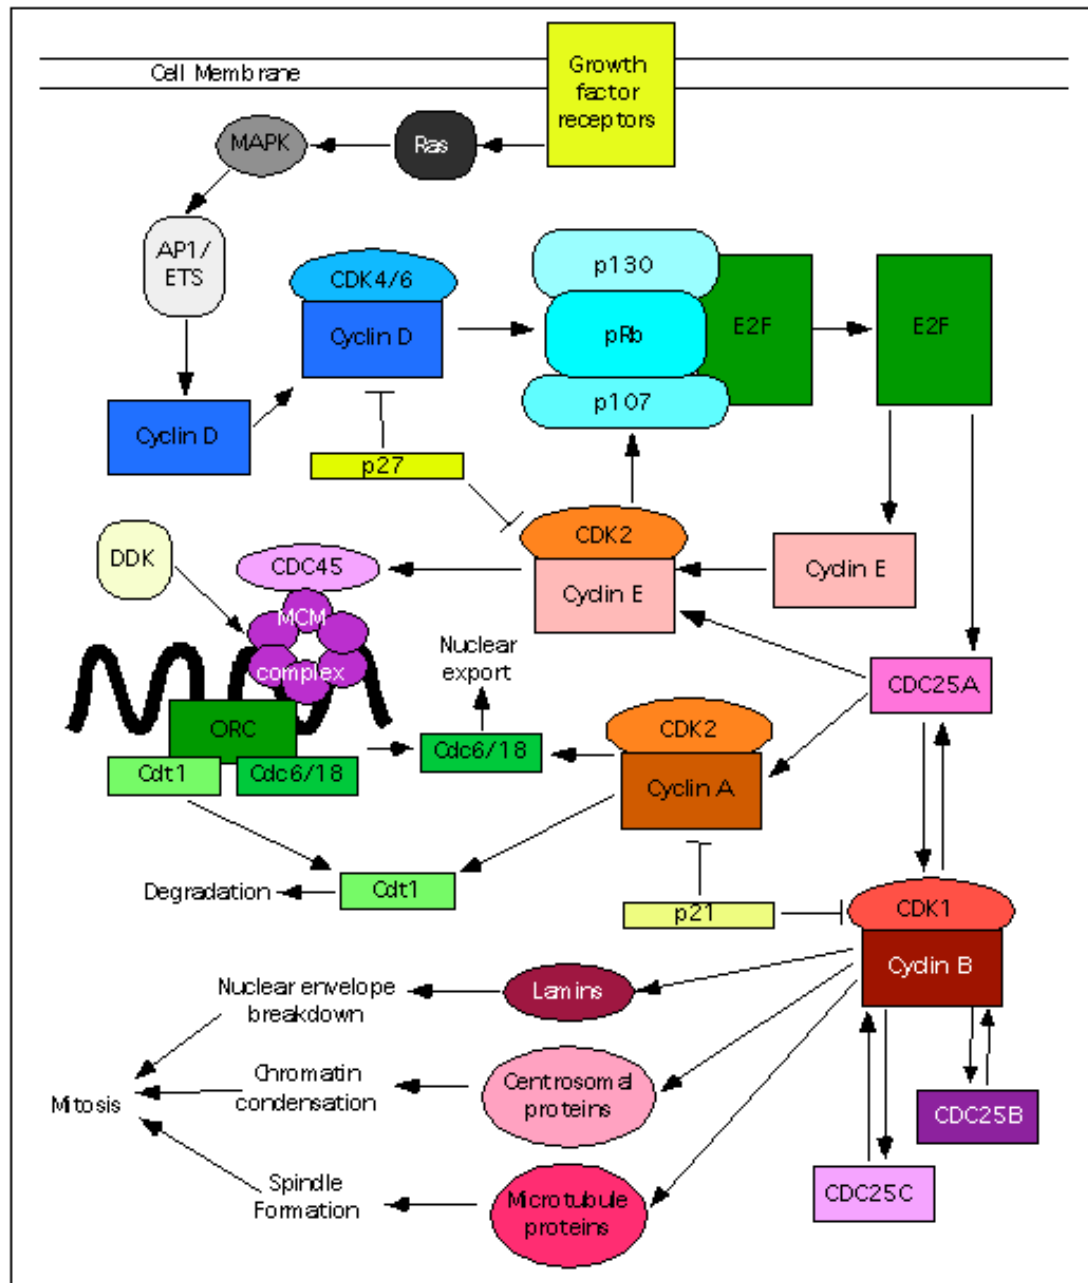 Cell Membrane
Growth
factor
receptors
MAPK
Ras
AP1/
ETS
CDK4/6
Cyclin D
p130
pRb
p107
E2F
E2F
Cyclin D
p27
CDK2
Cyclin E
Cyclin E
DDK
CDC45
MCM
complex
Nuclear
export
CDC25A
ORC
Cdt1
Cdc6/18
Cdc6/18
CDK2
Cyclin A
Degradation
Cdt1
p21
CDK1
Cyclin B
Nuclear envelope
breakdown
Lamins
Mitosis
Chromatin
condensation
Centrosomal
proteins
CDC25B
Spindle
Formation
Microtubule
proteins
CDC25C